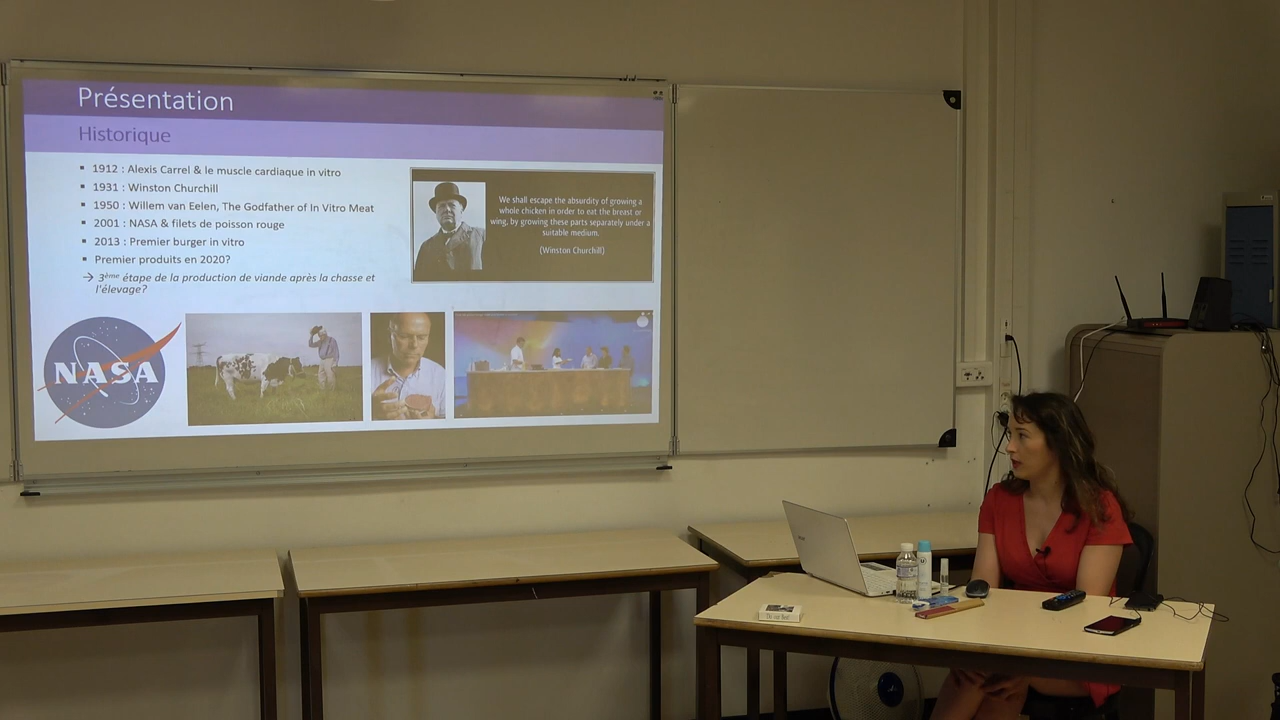 Présentation
Historique
1912 : Alexis Carrel & le muscle cardiaque in vitro
1931 : Winston Churchill
1950 : Willem van Eelen, The Godfather of In Vitro Meat
2001 : NASA & filets de poisson rouge
2013 : Premier burger in vitro
Premier produits en 2020?
→ 3ème étape de la production de viande après la chasse et
l'élevage?
We shall escape the absurdity of growing a
whole chicken in order to eat the breast or
wing, by growing these parts separately under a
suitable medium.
(Winston Churchill)
NASA